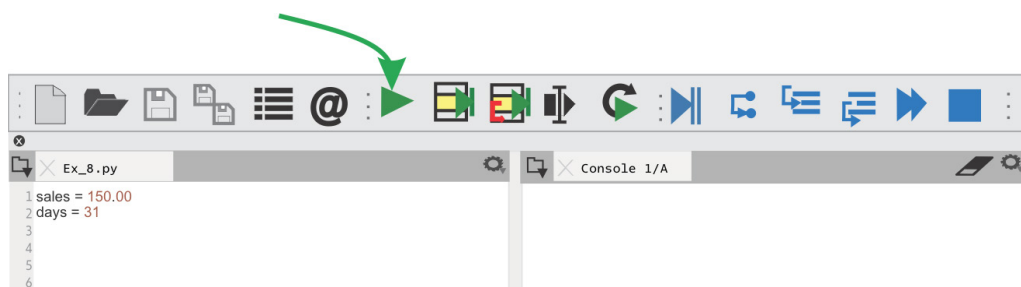 @
Ex_8.py
Console 1/A
1 sales = 150.00
2 days = 31
3
4
5
6